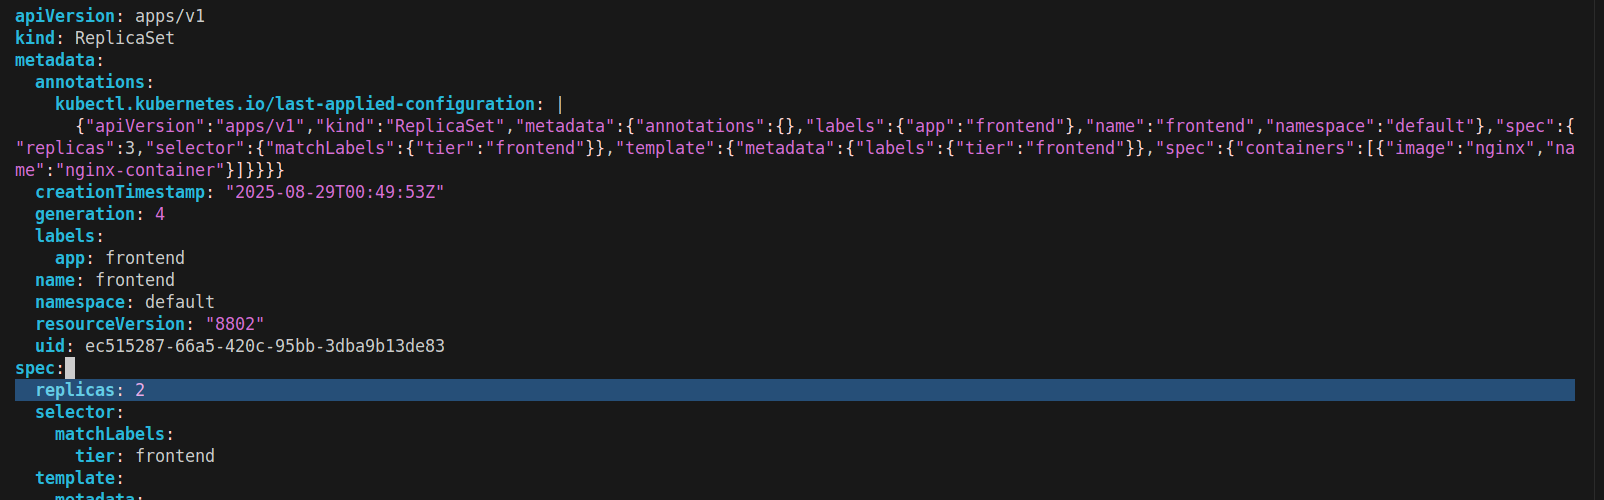 apiVersion: apps/v1
kind: ReplicaSet
metadata:
  annotations:
    kubectl.kubernetes.io/last-applied-configuration: |
      {"apiVersion":"apps/v1","kind":"ReplicaSet","metadata":{"annotations":{},"labels":{"app":"frontend"},"name":"frontend","namespace":"default"},"spec":{
"replicas":3,"selector":{"matchLabels":{"tier":"frontend"}},"template":{"metadata":{"labels":{"tier":"frontend"}},"spec":{"containers":[{"image":"nginx","na
me":"nginx-container"}]}}}}
  creationTimestamp: "2025-08-29T00:49:53Z"
  generation: 4
  labels:
    app: frontend
  name: frontend
  namespace: default
  resourceVersion: "8802"
  uid: ec515287-66a5-420c-95bb-3dba9b13de83
spec:
  replicas: 2
  selector:
    matchLabels:
      tier: frontend
  template:
    metadata: